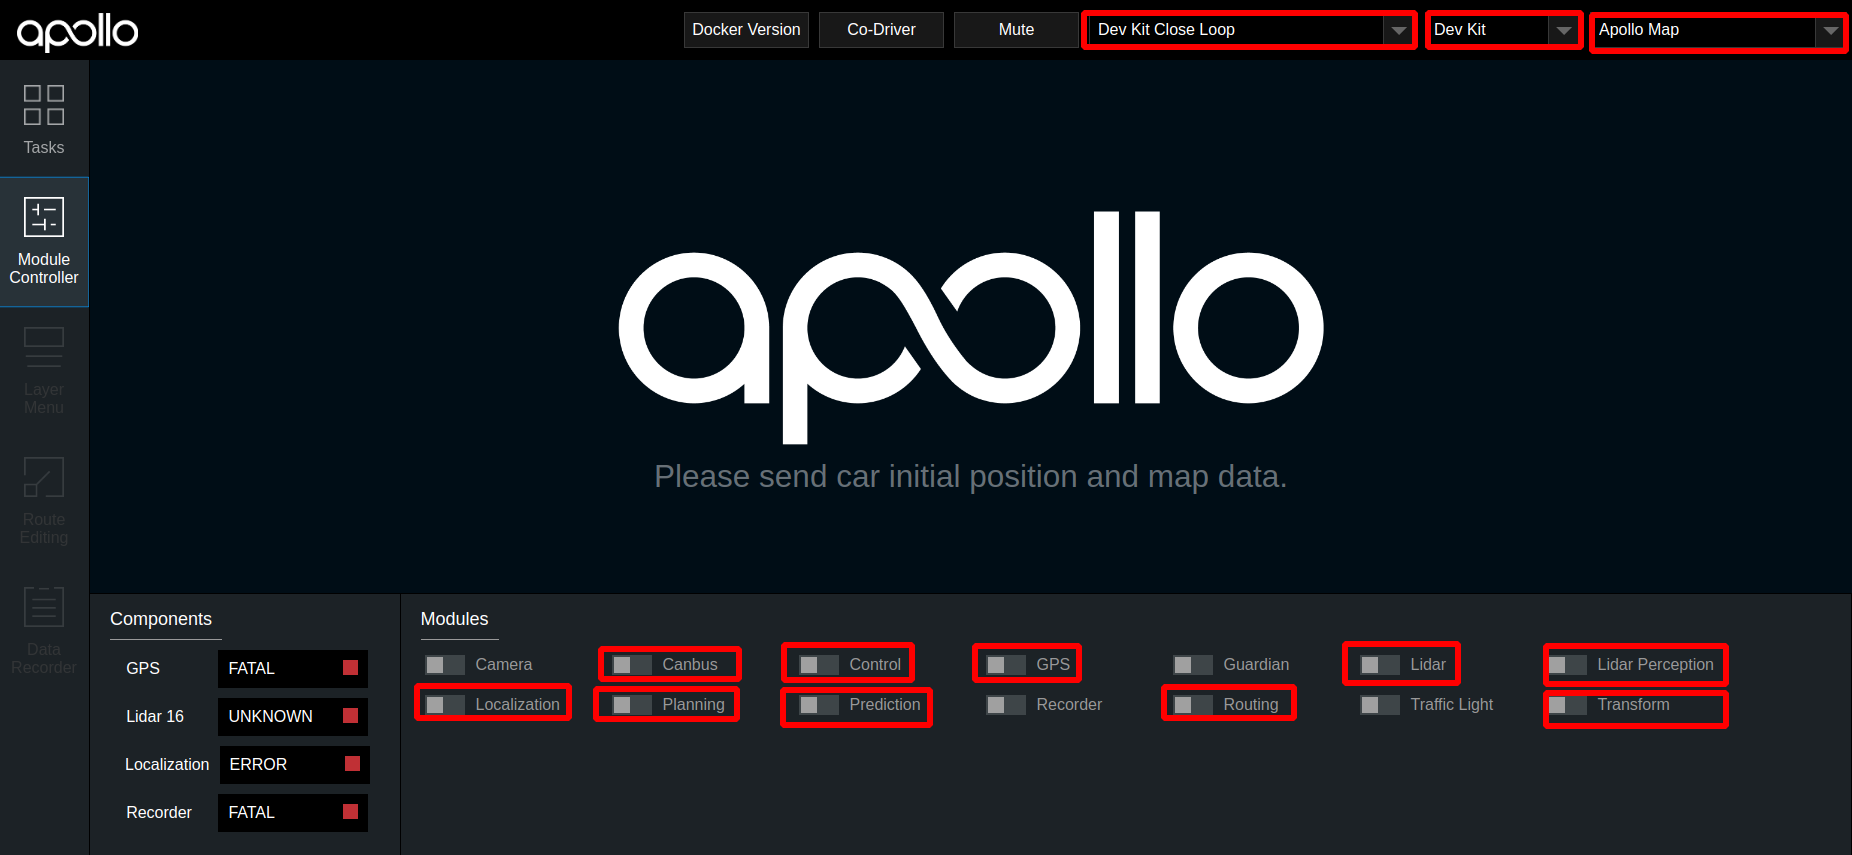 apollo
Docker Version
Co-Driver
Mute
Dev Kit Close Loop
Dev Kit
Apollo Map
Tasks
Module
Controller
Layer
Menu
Route
Editing
Data
Recorder
apollo
Please send car initial position and map data.
Components
GPS FATAL
Lidar 16 UNKNOWN
Localization ERROR
Recorder FATAL
Modules
Camera Canbus Control GPS Guardian Lidar Lidar Perception
Localization Planning Prediction Recorder Routing Traffic Light Transform